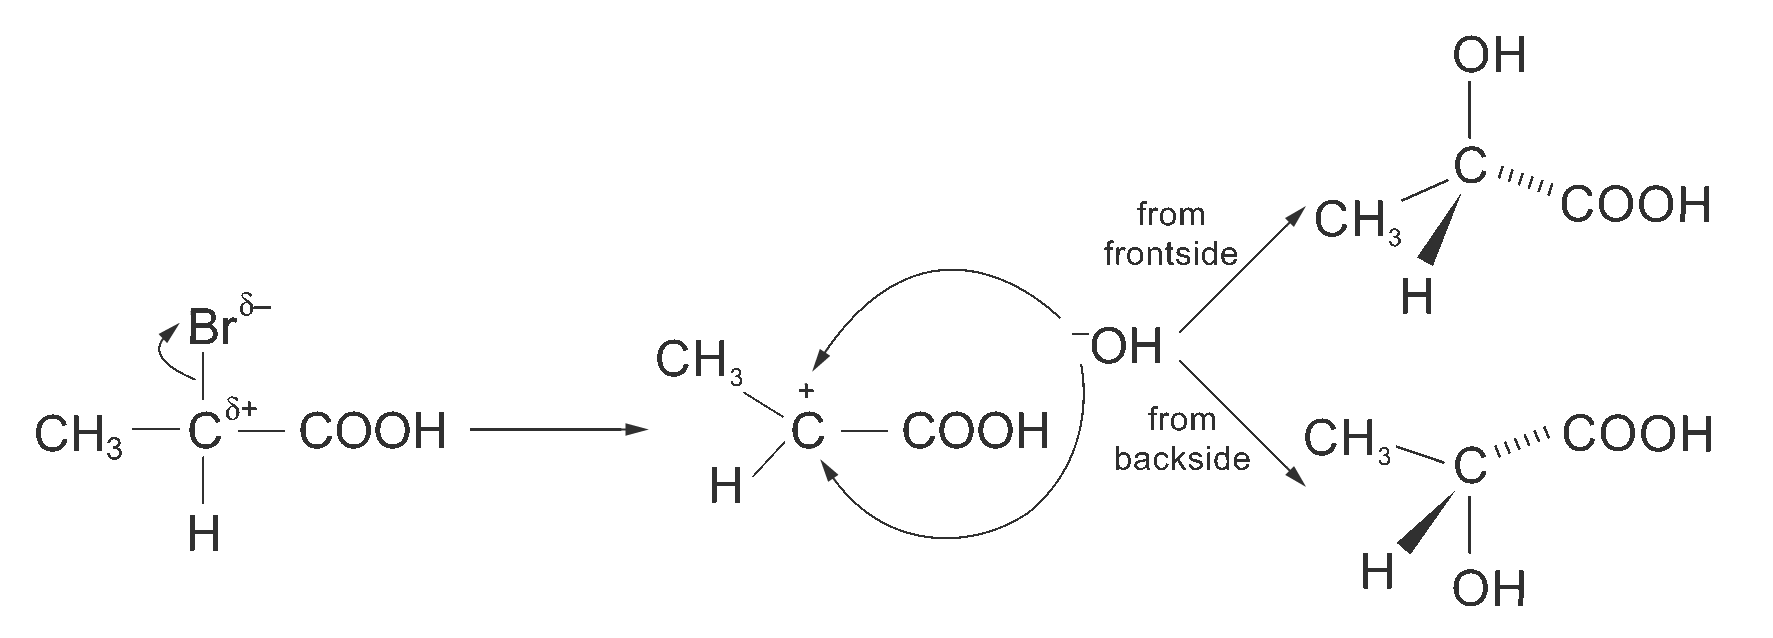 Brδ–
CH3 C δ+ COOH
H
CH3
+
C COOH
H
–OH
from
frontside
from
backside
OH
C
CH3 COOH
H
CH3 COOH
C
H
OH